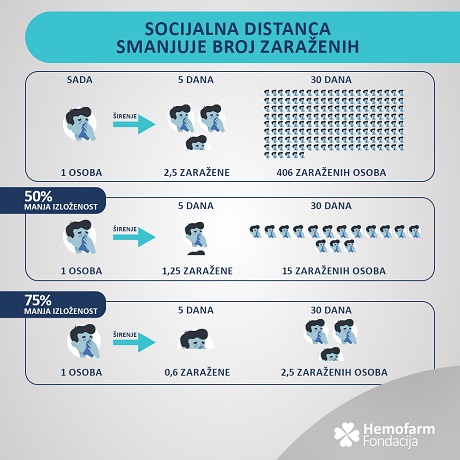 SOCIJALNA DISTANCA
SMANJUJE BROJ ZARAŽENIH
SADA
5 DANA
30 DANA
ŠIRENJE
1 OSOBA
2,5 ZARAŽENE
406 ZARAŽENIH OSOBA
50%
MANJA IZLOŽENOST
5 DANA
30 DANA
ŠIRENJE
1 OSOBA
1,25 ZARAŽENE
15 ZARAŽENIH OSOBA
75%
MANJA IZLOŽENOST
5 DANA
30 DANA
ŠIRENJE
1 OSOBA
0,6 ZARAŽENE
2,5 ZARAŽENIH OSOBA
Hemofarm
Fondacija